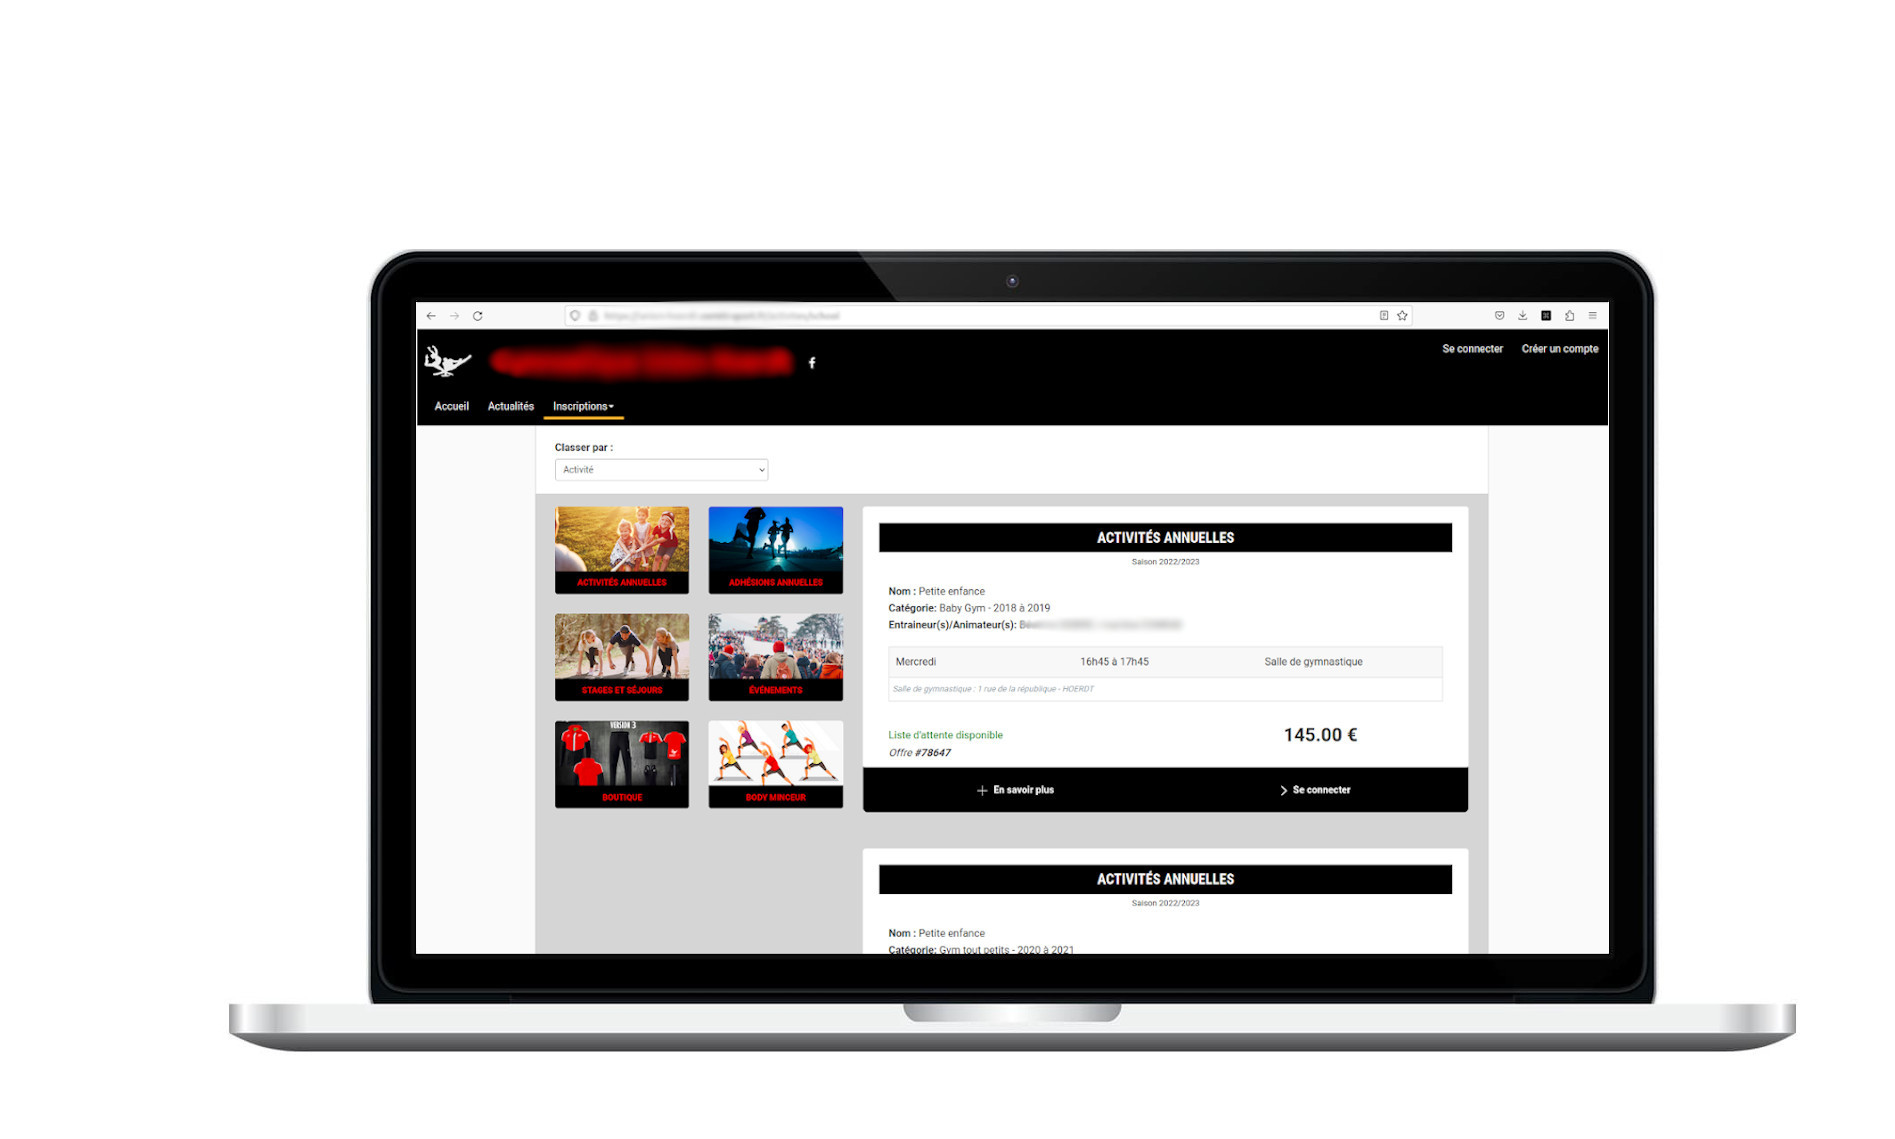 Se connecter Créer un compte
Accueil Actualités Inscriptions
Classer par :
Activité
ACTIVITÉS ANNUELLES
ADHÉSIONS ANNUELLES
STAGES ET SÉJOURS
ÉVÉNEMENTS
VERSION 3
BOUTIQUE
BODY MINCEUR
ACTIVITÉS ANNUELLES
Saison 2022/2023
Nom : Petite enfance
Catégorie: Baby Gym - 2018 à 2019
Entraineur(s)/Animateur(s):
Mercredi 16h45 à 17h45 Salle de gymnastique
Salle de gymnastique : 1 rue de la république - HOERDT
Liste d'attente disponible
145.00 €
Offre #78647
En savoir plus
Se connecter
ACTIVITÉS ANNUELLES
Saison 2022/2023
Nom : Petite enfance
Catégorie: Gym tout petits - 2020 à 2021